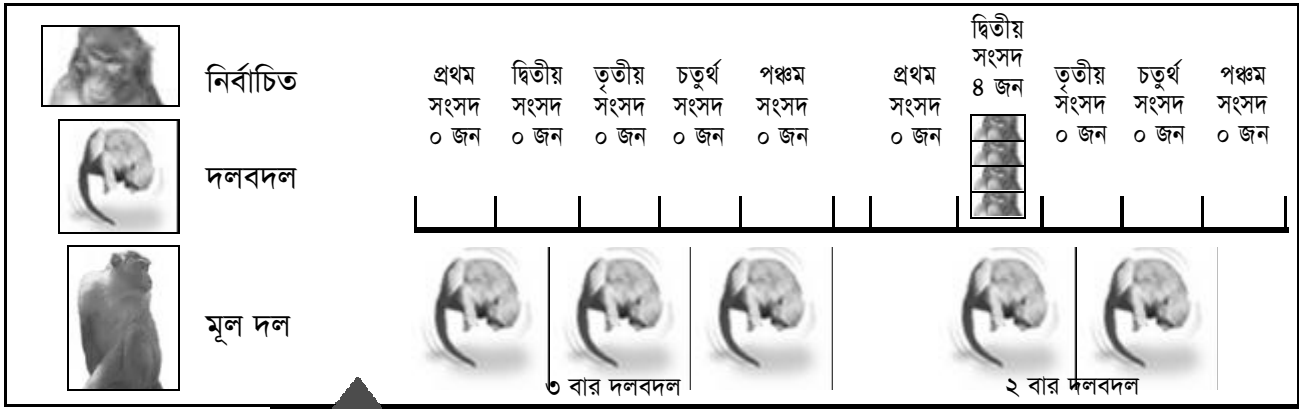 নির্বাচিত
দলবদল
মূল দল
প্রথম
সংসদ
০ জন
দ্বিতীয়
সংসদ
০ জন
তৃতীয়
সংসদ
০ জন
চতুর্থ
সংসদ
০ জন
পঞ্চম
সংসদ
০ জন
৩ বার দলবদল
প্রথম
সংসদ
০ জন
দ্বিতীয়
সংসদ
৪ জন
তৃতীয়
সংসদ
০ জন
চতুর্থ
সংসদ
০ জন
পঞ্চম
সংসদ
০ জন
২ বার দলবদল